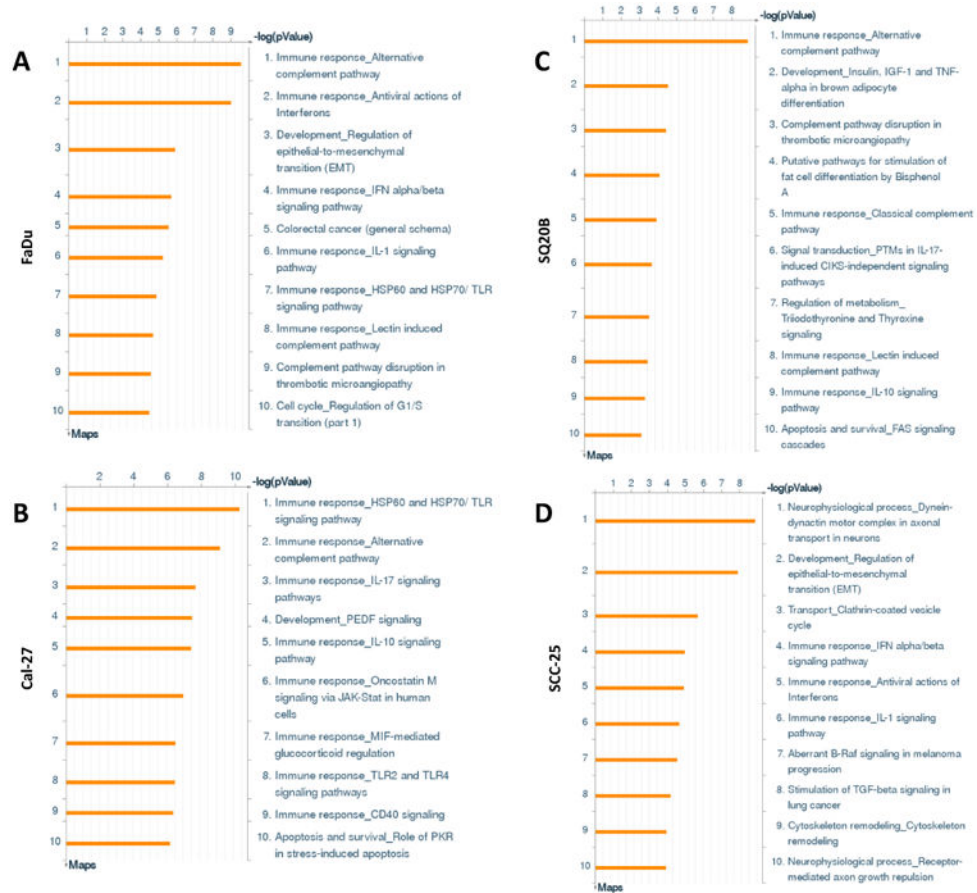 A
FaDu
1 2 3 4 5 6 7 8 9
-log(pValue)
1
2
3
4
5
6
7
8
9
10
Maps
1. Immune response_Alternative
complement pathway
2. Immune response_Antiviral actions of
Interferons
3. Development_Regulation of
epithelial-to-mesenchymal
transition (EMT)
4. Immune response_IFN alpha/beta
signaling pathway
5. Colorectal cancer (general schema)
6. Immune response_IL-1 signaling
pathway
7. Immune response_HSP60 and HSP70/ TLR
signaling pathway
8. Immune response_Lectin induced
complement pathway
9. Complement pathway disruption in
thrombotic microangiopathy
10. Cell cycle_Regulation of G1/S
transition (part 1)
B
Cal-27
2 4 6 8 10
-log(pValue)
1
2
3
4
5
6
7
8
9
10
Maps
1. Immune response_HSP60 and HSP70/ TLR
signaling pathway
2. Immune response_Alternative
complement pathway
3. Immune response_IL-17 signaling
pathways
4. Development_PEDF signaling
5. Immune response_IL-10 signaling
pathway
6. Immune response_Oncostatin M
signaling via JAK-Stat in human
cells
7. Immune response_MIF-mediated
glucocorticoid regulation
8. Immune response_TLR2 and TLR4
signaling pathways
9. Immune response_CD40 signaling
10. Apoptosis and survival_Role of PKR
in stress-induced apoptosis
C
SQ20B
1 2 3 4 5 6 7 8
-log(pValue)
1
2
3
4
5
6
7
8
9
10
Maps
1. Immune response_Alternative
complement pathway
2. Development_Insulin, IGF-1 and TNF-
alpha in brown adipocyte
differentiation
3. Complement pathway disruption in
thrombotic microangiopathy
4. Putative pathways for stimulation of
fat cell differentiation by Bisphenol
A
5. Immune response_Classical complement
pathway
6. Signal transduction_PTMs in IL-17-
induced CIKS-independent signaling
pathways
7. Regulation of metabolism_
Triiodothyronine and Thyroxine
signaling
8. Immune response_Lectin induced
complement pathway
9. Immune response_IL-10 signaling
pathway
10. Apoptosis and survival_FAS signaling
cascades
D
SCC-25
1 2 3 4 5 6 7 8
-log(pValue)
1
2
3
4
5
6
7
8
9
10
Maps
1. Neurophysiological process_Dynein-
dynactin motor complex in axonal
transport in neurons
2. Development_Regulation of
epithelial-to-mesenchymal
transition (EMT)
3. Transport_Clathrin-coated vesicle
cycle
4. Immune response_IFN alpha/beta
signaling pathway
5. Immune response_Antiviral actions of
Interferons
6. Immune response_IL-1 signaling
pathway
7. Aberrant B-Raf signaling in melanoma
progression
8. Stimulation of TGF-beta signaling in
lung cancer
9. Cytoskeleton remodeling_Cytoskeleton
remodeling
10. Neurophysiological process_Receptor-
mediated axon growth repulsion